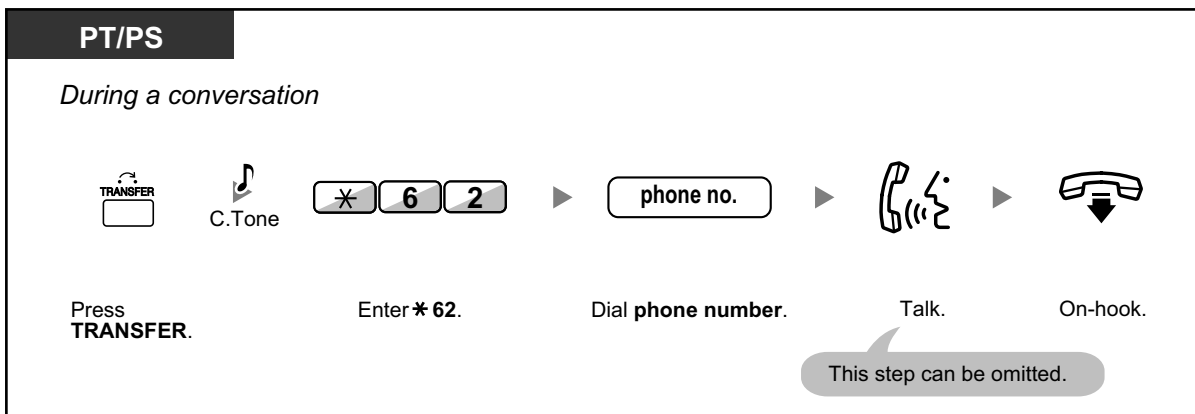 PT/PS
During a conversation
TRANSFER
C.Tone
* 6 2
phone no.
Press
TRANSFER.
Enter * 62.
Dial phone number.
Talk.
On-hook.
This step can be omitted.